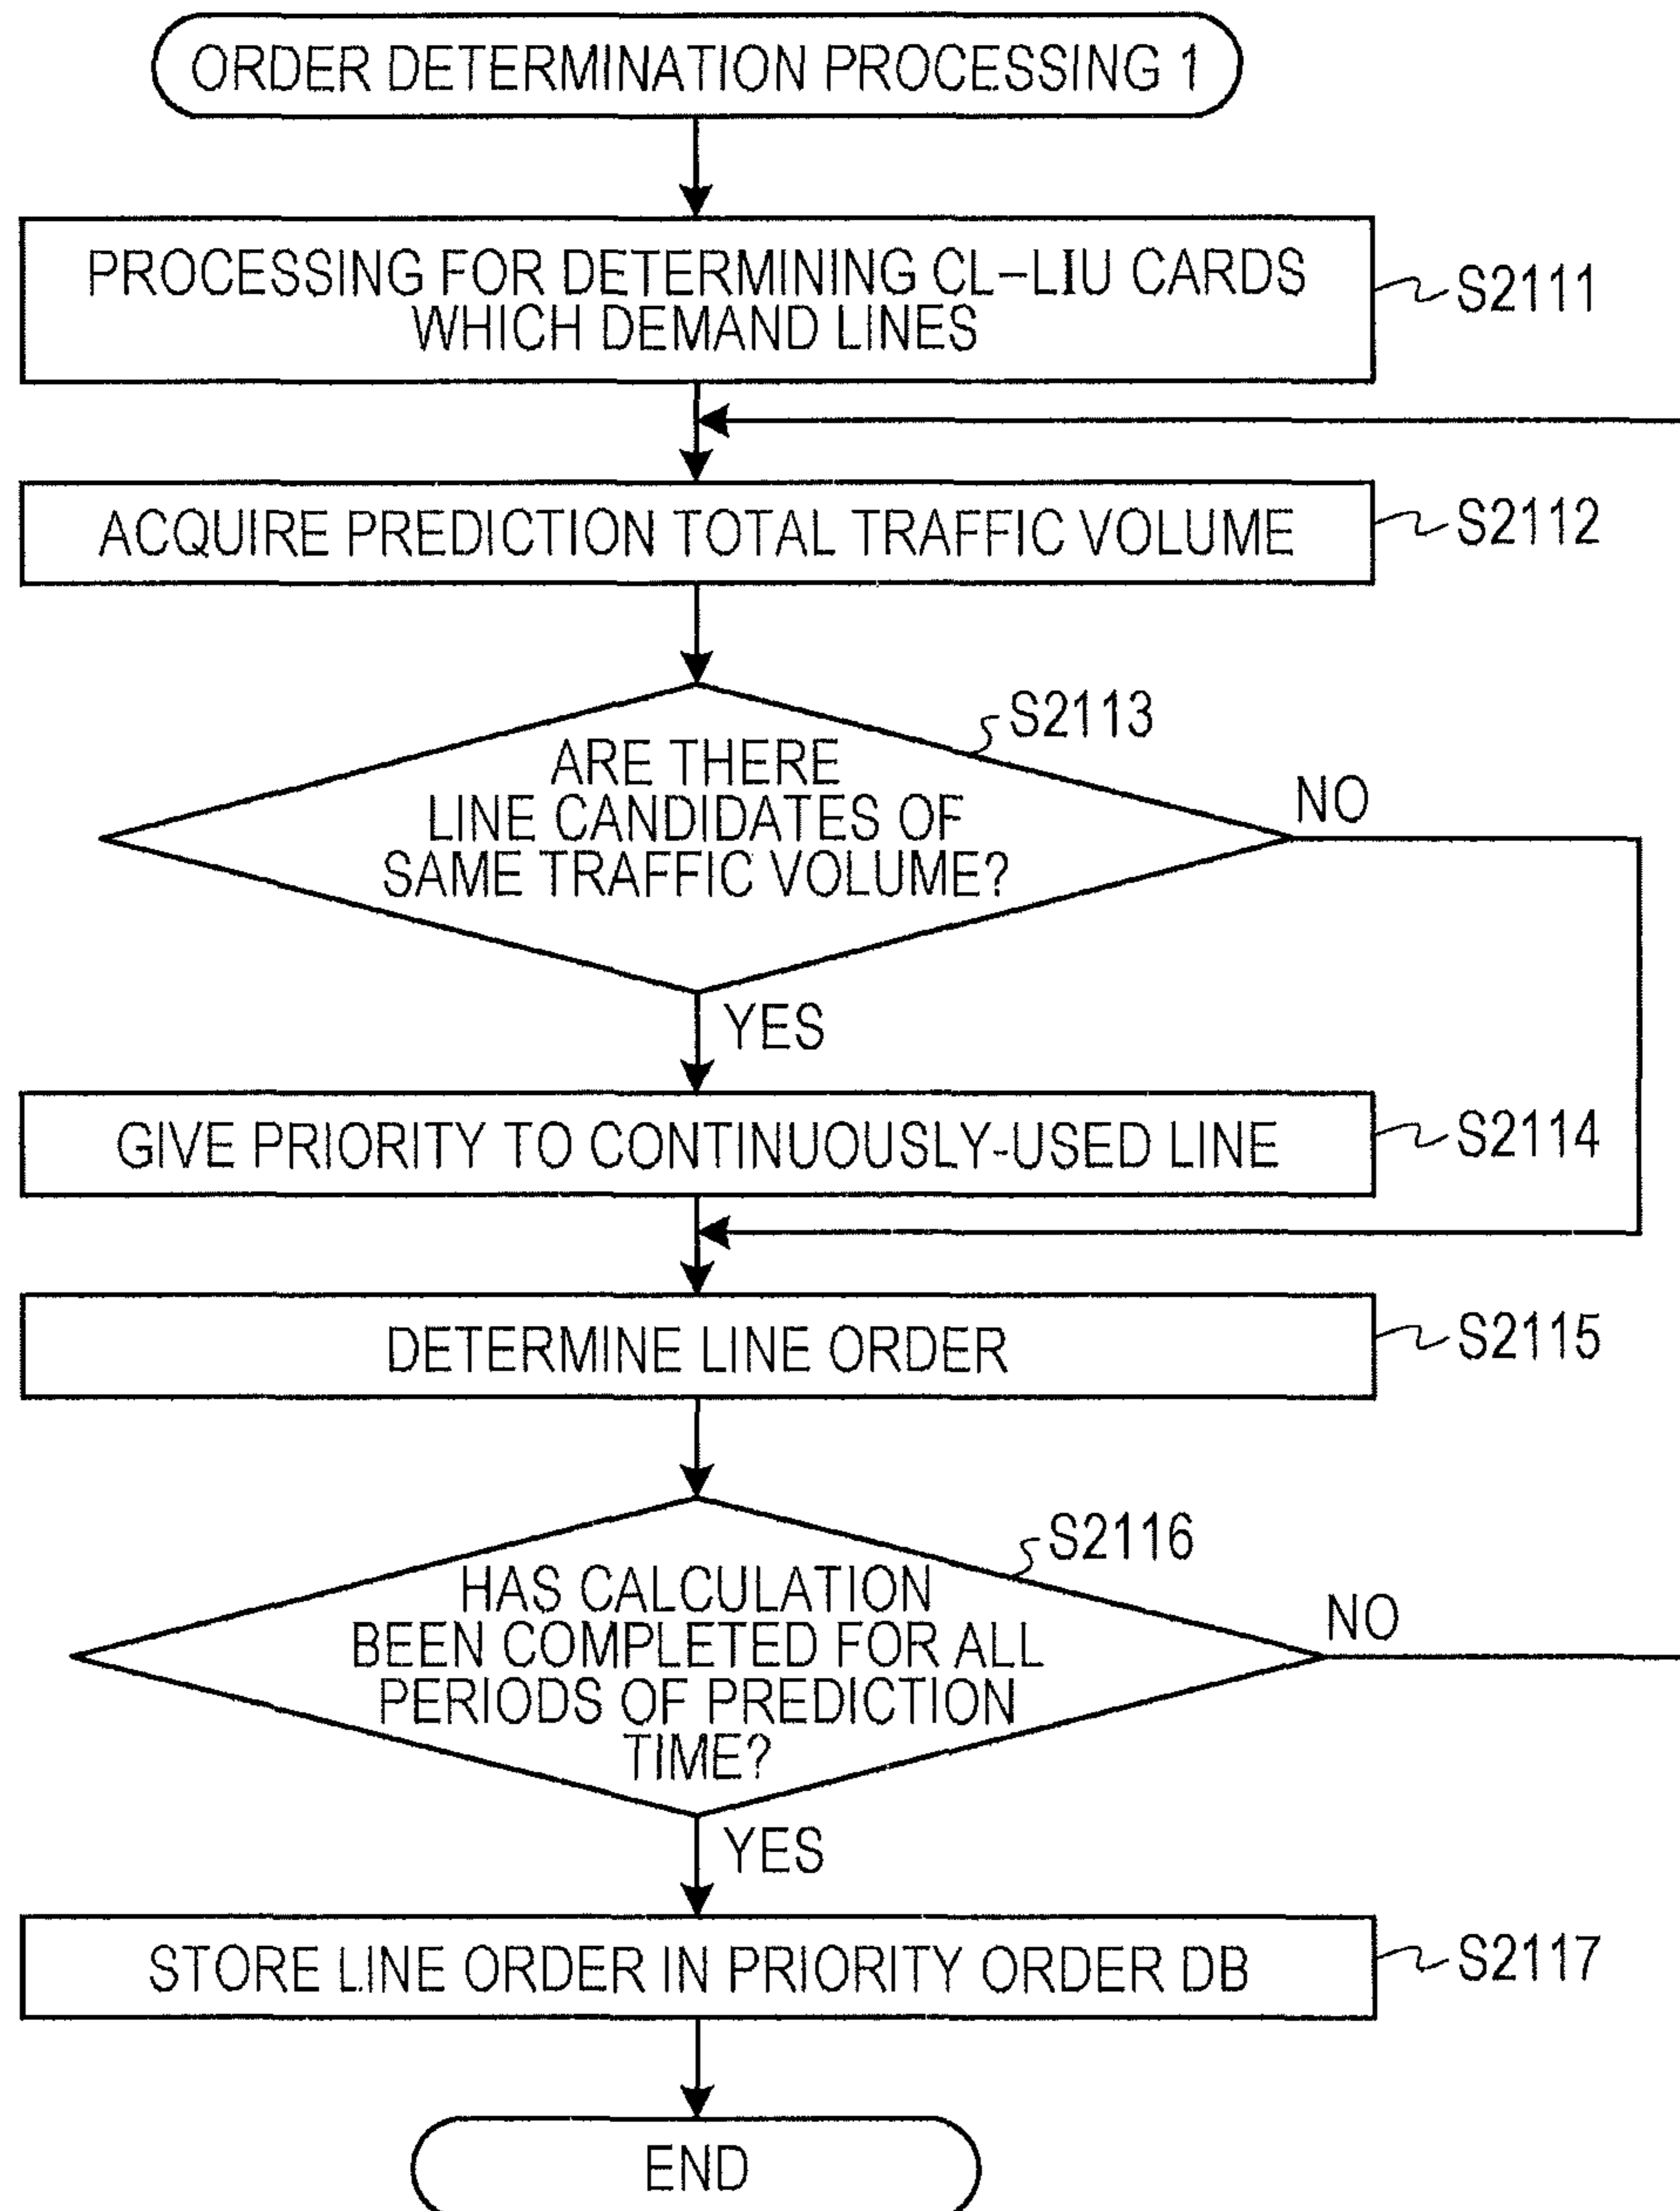 ORDER DETERMINATION PROCESSING 1
PROCESSING FOR DETERMINING CL-LIU CARDS
WHICH DEMAND LINES
S2111
ACQUIRE PREDICTION TOTAL TRAFFIC VOLUME
S2112
S2113
ARE THERE
LINE CANDIDATES OF
SAME TRAFFIC VOLUME?
NO
YES
GIVE PRIORITY TO CONTINUOUSLY-USED LINE
S2114
DETERMINE LINE ORDER
S2115
S2116
HAS CALCULATION
BEEN COMPLETED FOR ALL
PERIODS OF PREDICTION
TIME?
NO
YES
STORE LINE ORDER IN PRIORITY ORDER DB
S2117
END